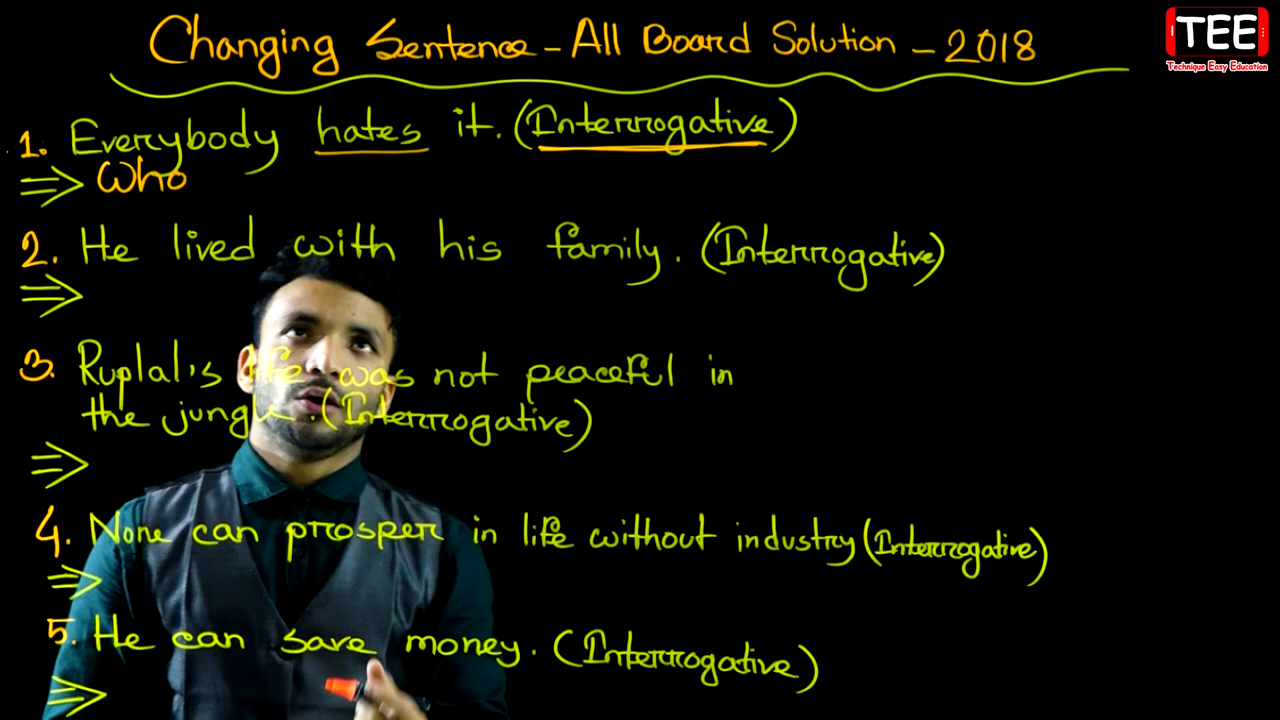 Changing Sentence - All Board Solution - 2018
TEE
Technique Easy Education
1. Everybody hates it. (Interrogative)
⇒ Who
2. He lived with his family. (Interrogative)
⇒
3. Ruplal's life was not peaceful in
the jungle. (Interrogative)
⇒
4. None can prosper in life without industry (Interrogative)
⇒
5. He can save money. (Interrogative)
⇒